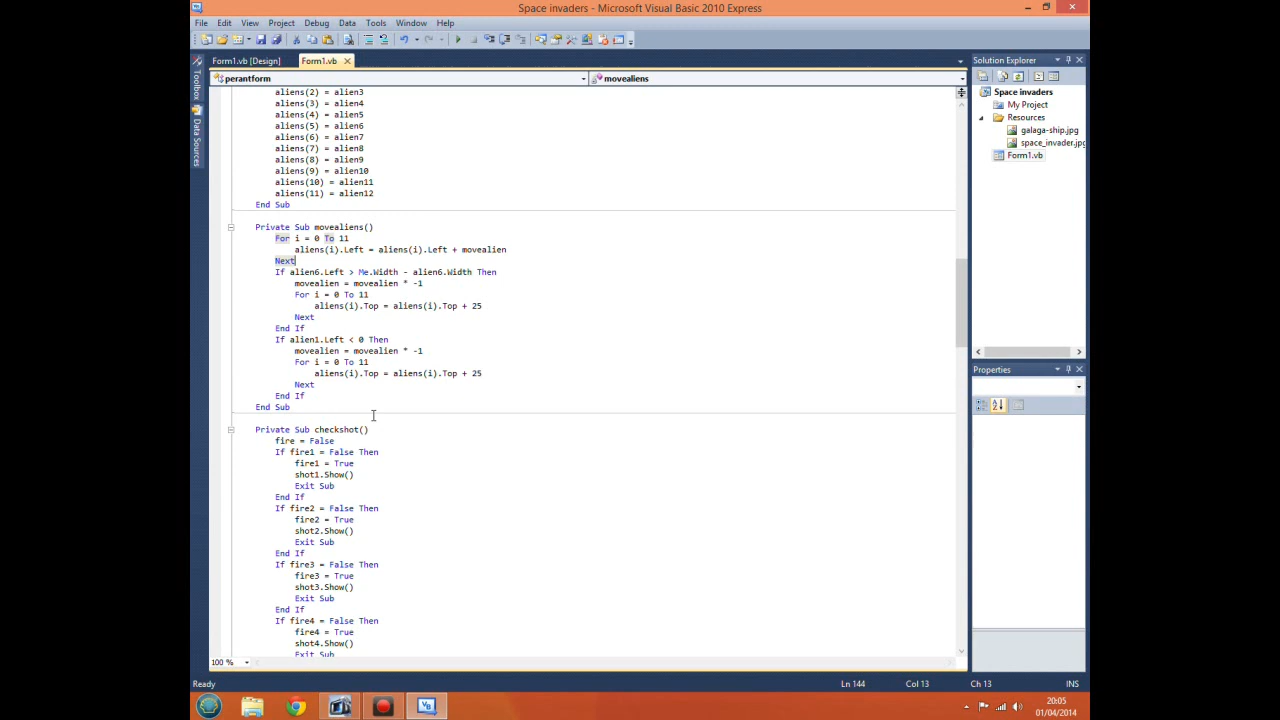 Space invaders - Microsoft Visual Basic 2010 Express
File Edit View Project Debug Data Tools Window Help
Form1.vb [Design] Form1.vb
Solution Explorer
perantform movealiens
Space invaders
My Project
Resources
galaga-ship.jpg
space_invader.jpg
Form1.vb
Toolbox
Data Sources
aliens(2) = alien3
aliens(3) = alien4
aliens(4) = alien5
aliens(5) = alien6
aliens(6) = alien7
aliens(7) = alien8
aliens(8) = alien9
aliens(9) = alien10
aliens(10) = alien11
aliens(11) = alien12
End Sub
Private Sub movealiens()
For i = 0 To 11
aliens(i).Left = aliens(i).Left + movealien
Next
If alien6.Left > Me.Width - alien6.Width Then
movealien = movealien * -1
For i = 0 To 11
aliens(i).Top = aliens(i).Top + 25
Next
End If
If alien1.Left < 0 Then
movealien = movealien * -1
For i = 0 To 11
aliens(i).Top = aliens(i).Top + 25
Next
End If
End Sub
Private Sub checkshot()
fire = False
If fire1 = False Then
fire1 = True
shot1.Show()
Exit Sub
End If
If fire2 = False Then
fire2 = True
shot2.Show()
Exit Sub
End If
If fire3 = False Then
fire3 = True
shot3.Show()
Exit Sub
End If
If fire4 = False Then
fire4 = True
shot4.Show()
Exit Sub
Properties
100 %
Ready Ln 144 Col 13 Ch 13 INS
20:05
01/04/2014